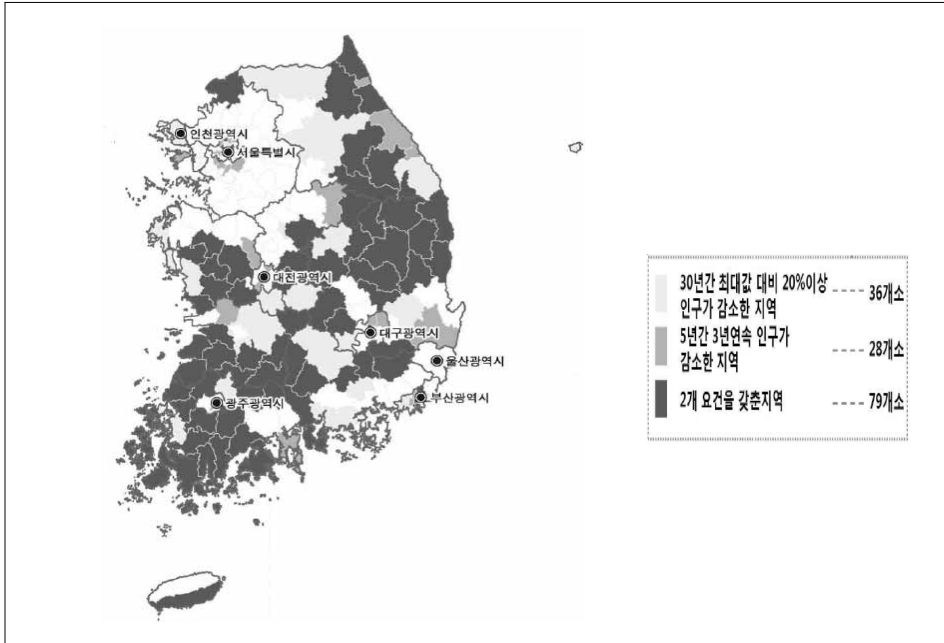 인천광역시
서울특별시
대전광역시
대구광역시
울산광역시
부산광역시
광주광역시
30년간 최대값 대비 20%이상
인구가 감소한 지역 ---- 36개소
5년간 3년연속 인구가
감소한 지역 ---- 28개소
2개 요건을 갖춘지역 ---- 79개소